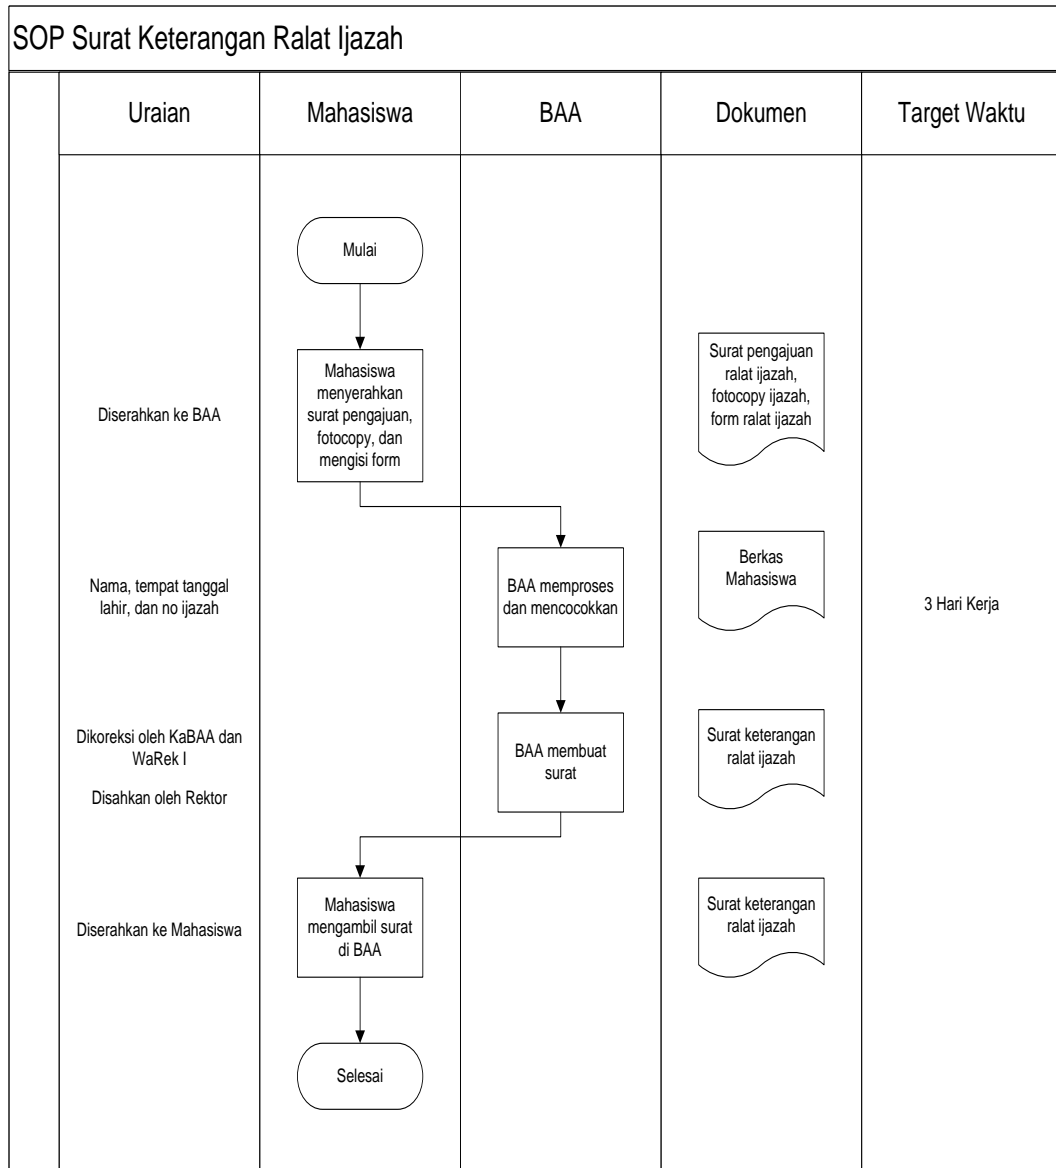 SOP Surat Keterangan Ralat Ijazah
Uraian
Mahasiswa
BAA
Dokumen
Target Waktu
Mulai
Diserahkan ke BAA
Mahasiswa
menyerahkan
surat pengajuan,
fotocopy, dan
mengisi form
Surat pengajuan
ralat ijazah,
fotocopy ijazah,
form ralat ijazah
Nama, tempat tanggal
lahir, dan no ijazah
BAA memproses
dan mencocokkan
Berkas
Mahasiswa
3 Hari Kerja
Dikoreksi oleh KaBAA dan
WaRek I
Disahkan oleh Rektor
BAA membuat
surat
Surat keterangan
ralat ijazah
Diserahkan ke Mahasiswa
Mahasiswa
mengambil surat
di BAA
Surat keterangan
ralat ijazah
Selesai